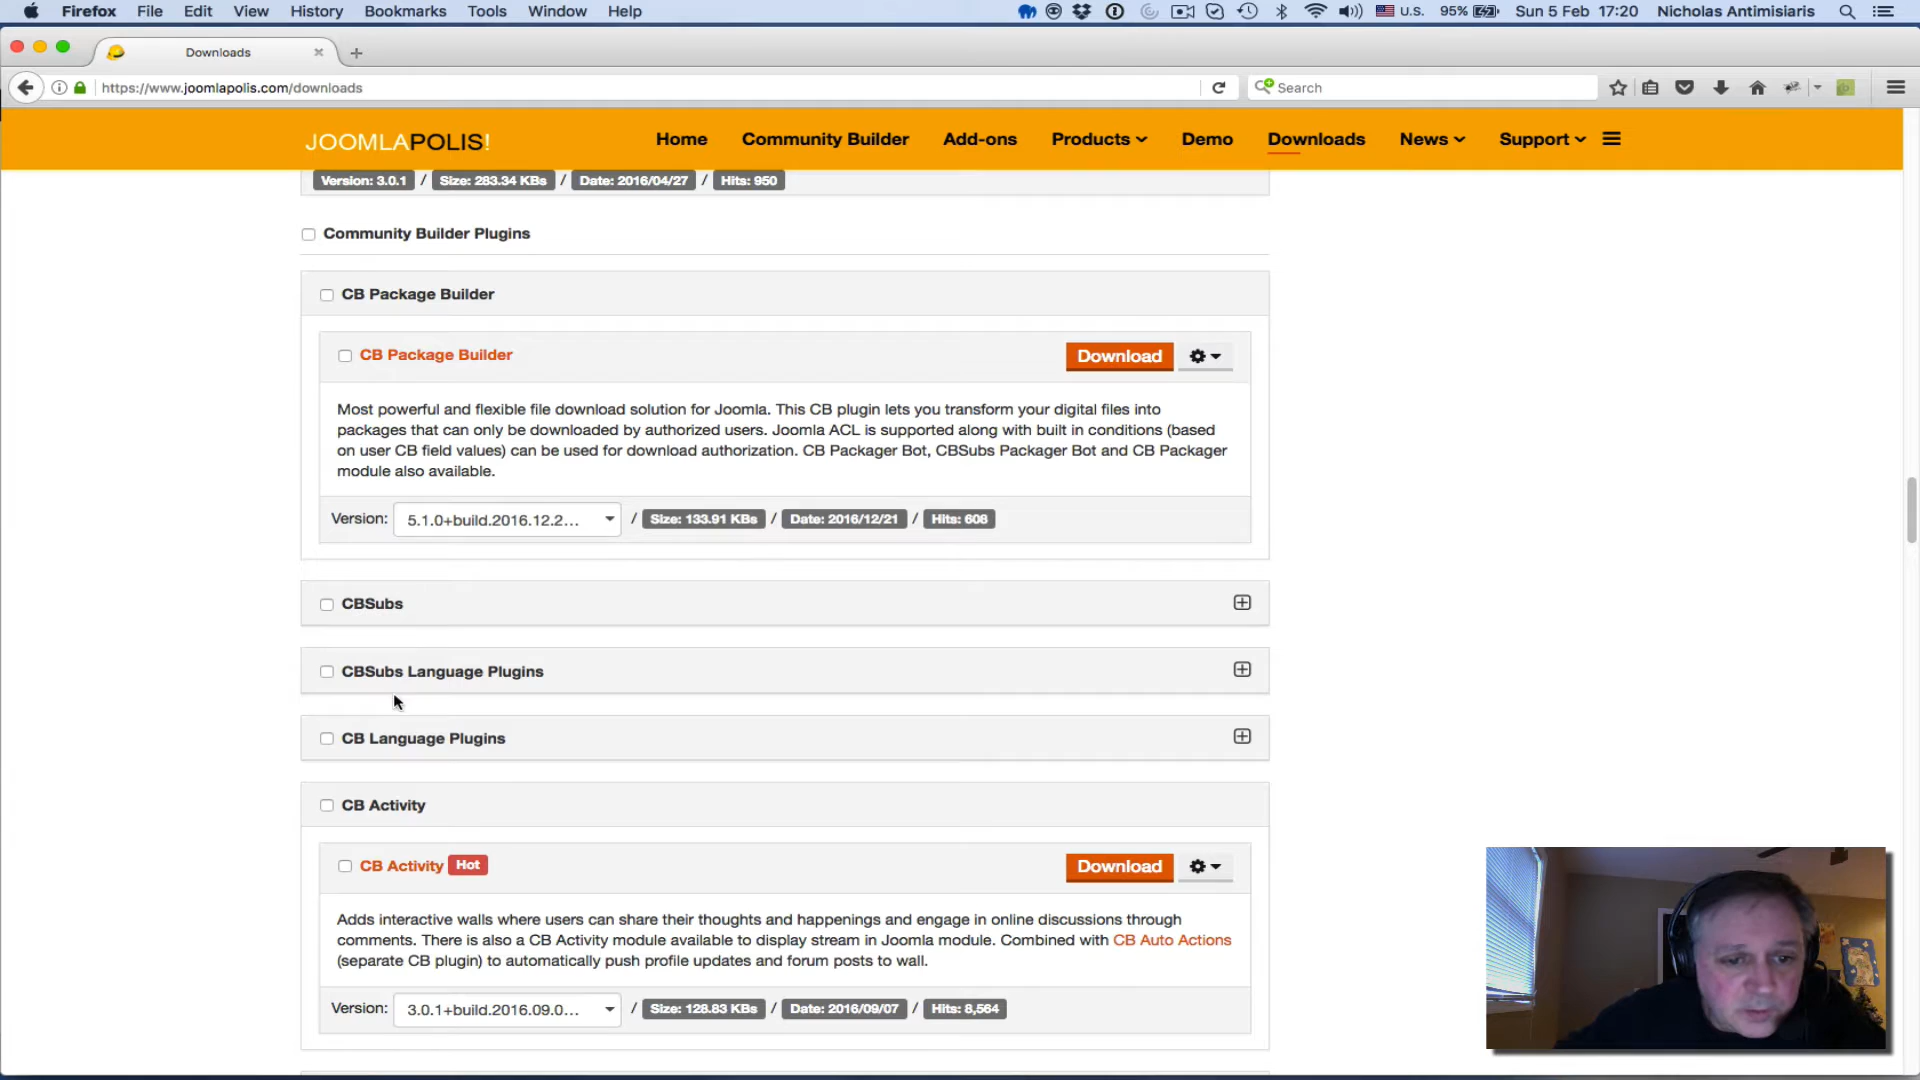 Firefox File Edit View History Bookmarks Tools Window Help U.S. 95% Sun 5 Feb 17:20 Nicholas Antimisiaris
Downloads
https://www.joomlapolis.com/downloads Search
JOOMLAPOLIS! Home Community Builder Add-ons Products Demo Downloads News Support
Version: 3.0.1 / Size: 283.34 KBs / Date: 2016/04/27 / Hits: 950
Community Builder Plugins
CB Package Builder
CB Package Builder Download
Most powerful and flexible file download solution for Joomla. This CB plugin lets you transform your digital files into
packages that can only be downloaded by authorized users. Joomla ACL is supported along with built in conditions (based
on user CB field values) can be used for download authorization. CB Packager Bot, CBSubs Packager Bot and CB Packager
module also available.
Version: 5.1.0+build.2016.12.2... / Size: 133.91 KBs / Date: 2016/12/21 / Hits: 608
CBSubs
CBSubs Language Plugins
CB Language Plugins
CB Activity
CB Activity Hot Download
Adds interactive walls where users can share their thoughts and happenings and engage in online discussions through
comments. There is also a CB Activity module available to display stream in Joomla module. Combined with CB Auto Actions
(separate CB plugin) to automatically push profile updates and forum posts to wall.
Version: 3.0.1+build.2016.09.0... / Size: 128.83 KBs / Date: 2016/09/07 / Hits: 8,564